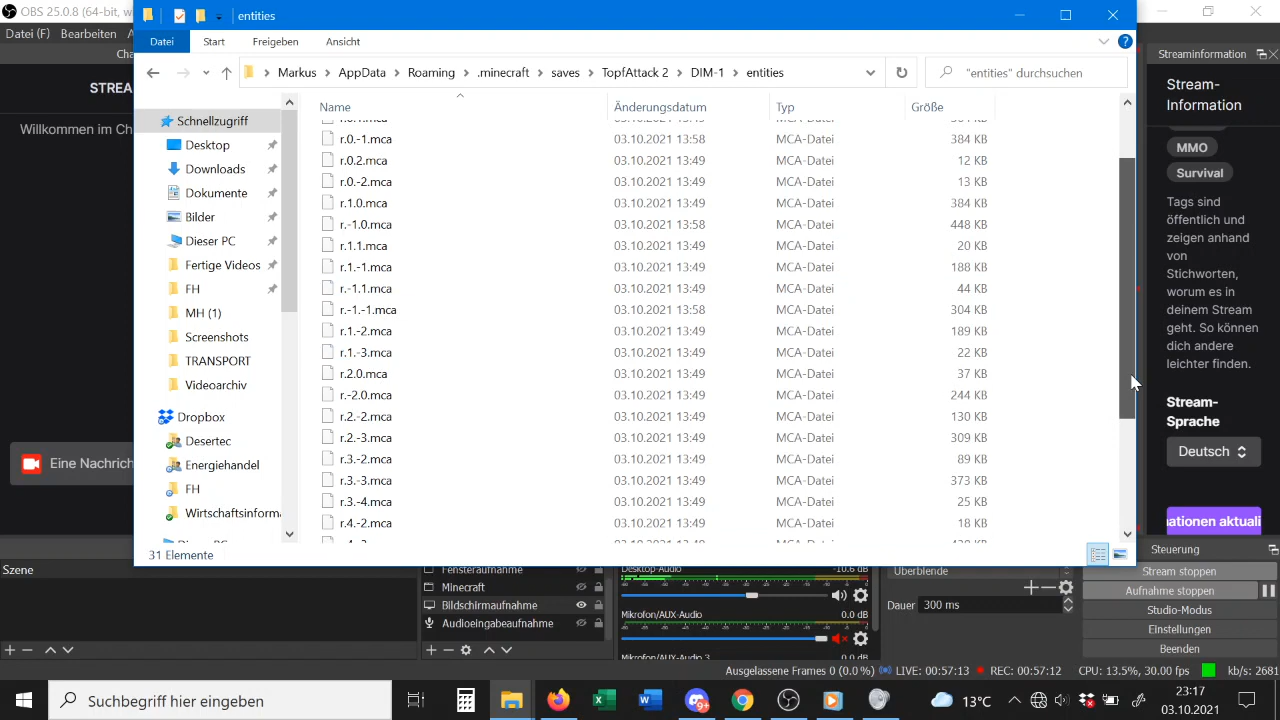 OBS 25.0.8 (64-bit, w
entities
Datei (F) Bearbeiten
Datei Start Freigeben Ansicht
Streaminformation
Markus AppData Roaming .minecraft saves TopfAttack 2 DIM-1 entities
"entities" durchsuchen
STREA
Willkommen im Ch
Stream-
Information
MMO
Survival
Tags sind
öffentlich und
zeigen anhand
von
Stichworten,
worum es in
deinem Stream
geht. So können
dich andere
leichter finden.
Stream-
Sprache
Deutsch
ationen aktuali
Eine Nachrich
Schnellzugriff
Desktop
Downloads
Dokumente
Bilder
Dieser PC
Fertige Videos
FH
MH (1)
Screenshots
TRANSPORT
Videoarchiv
Dropbox
Desertec
Energiehandel
FH
Wirtschaftsinforma
Name Änderungsdatum Typ Größe
r.0.-1.mca 03.10.2021 13:58 MCA-Datei 384 KB
r.0.2.mca 03.10.2021 13:49 MCA-Datei 12 KB
r.0.-2.mca 03.10.2021 13:49 MCA-Datei 13 KB
r.1.0.mca 03.10.2021 13:49 MCA-Datei 384 KB
r.-1.0.mca 03.10.2021 13:58 MCA-Datei 448 KB
r.1.1.mca 03.10.2021 13:49 MCA-Datei 20 KB
r.1.-1.mca 03.10.2021 13:49 MCA-Datei 188 KB
r.-1.1.mca 03.10.2021 13:49 MCA-Datei 44 KB
r.-1.-1.mca 03.10.2021 13:58 MCA-Datei 304 KB
r.1.-2.mca 03.10.2021 13:49 MCA-Datei 189 KB
r.1.-3.mca 03.10.2021 13:49 MCA-Datei 22 KB
r.2.0.mca 03.10.2021 13:49 MCA-Datei 37 KB
r.-2.0.mca 03.10.2021 13:49 MCA-Datei 244 KB
r.2.-2.mca 03.10.2021 13:49 MCA-Datei 130 KB
r.2.-3.mca 03.10.2021 13:49 MCA-Datei 309 KB
r.3.-2.mca 03.10.2021 13:49 MCA-Datei 89 KB
r.3.-3.mca 03.10.2021 13:49 MCA-Datei 373 KB
r.3.-4.mca 03.10.2021 13:49 MCA-Datei 25 KB
r.4.-2.mca 03.10.2021 13:49 MCA-Datei 18 KB
31 Elemente
Szene
Fensteraufnahme
Minecraft
Bildschirmaufnahme
Audioeingabeaufnahme
Desktop-Audio -10.6 dB
Mikrofon/AUX-Audio 0.0 dB
Mikrofon/AUX-Audio 3
Überblende
Dauer 300 ms
Steuerung
Stream stoppen
Aufnahme stoppen
Studio-Modus
Einstellungen
Beenden
Ausgelassene Frames 0 (0.0 %) LIVE: 00:57:13 REC: 00:57:12 CPU: 13.5%, 30.00 fps kb/s: 2681
Suchbegriff hier eingeben
13°C
23:17
03.10.2021